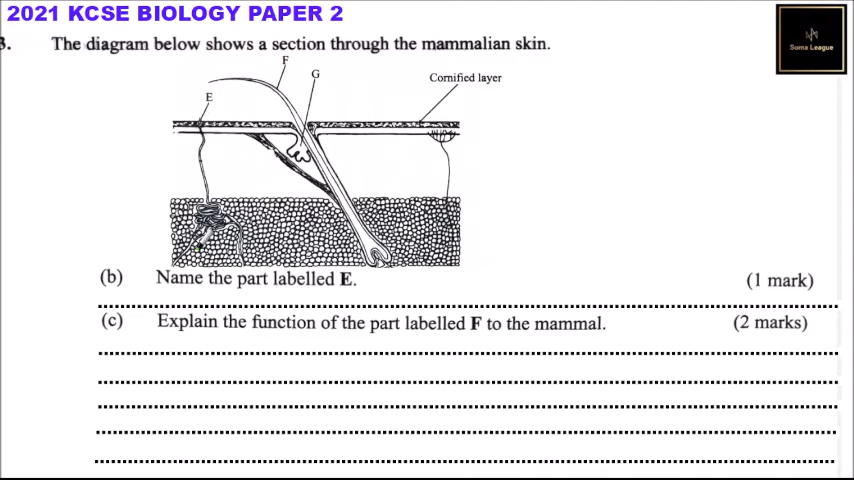 2021 KCSE BIOLOGY PAPER 2
Soma League
3. The diagram below shows a section through the mammalian skin.
F
G
Cornified layer
E
(b) Name the part labelled E. (1 mark)
(c) Explain the function of the part labelled F to the mammal. (2 marks)